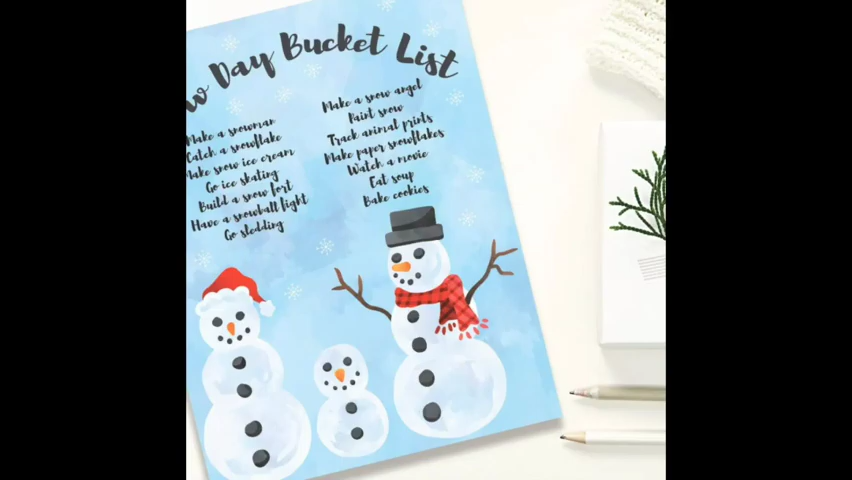 w Day Bucket List
Make a snowman
Catch a snowflake
Make snow ice cream
Go ice skating
Build a snow fort
Have a snowball fight
Go sledding
Make a snow angel
Paint snow
Track animal prints
Make paper snowflakes
Watch a movie
Eat soup
Bake cookies